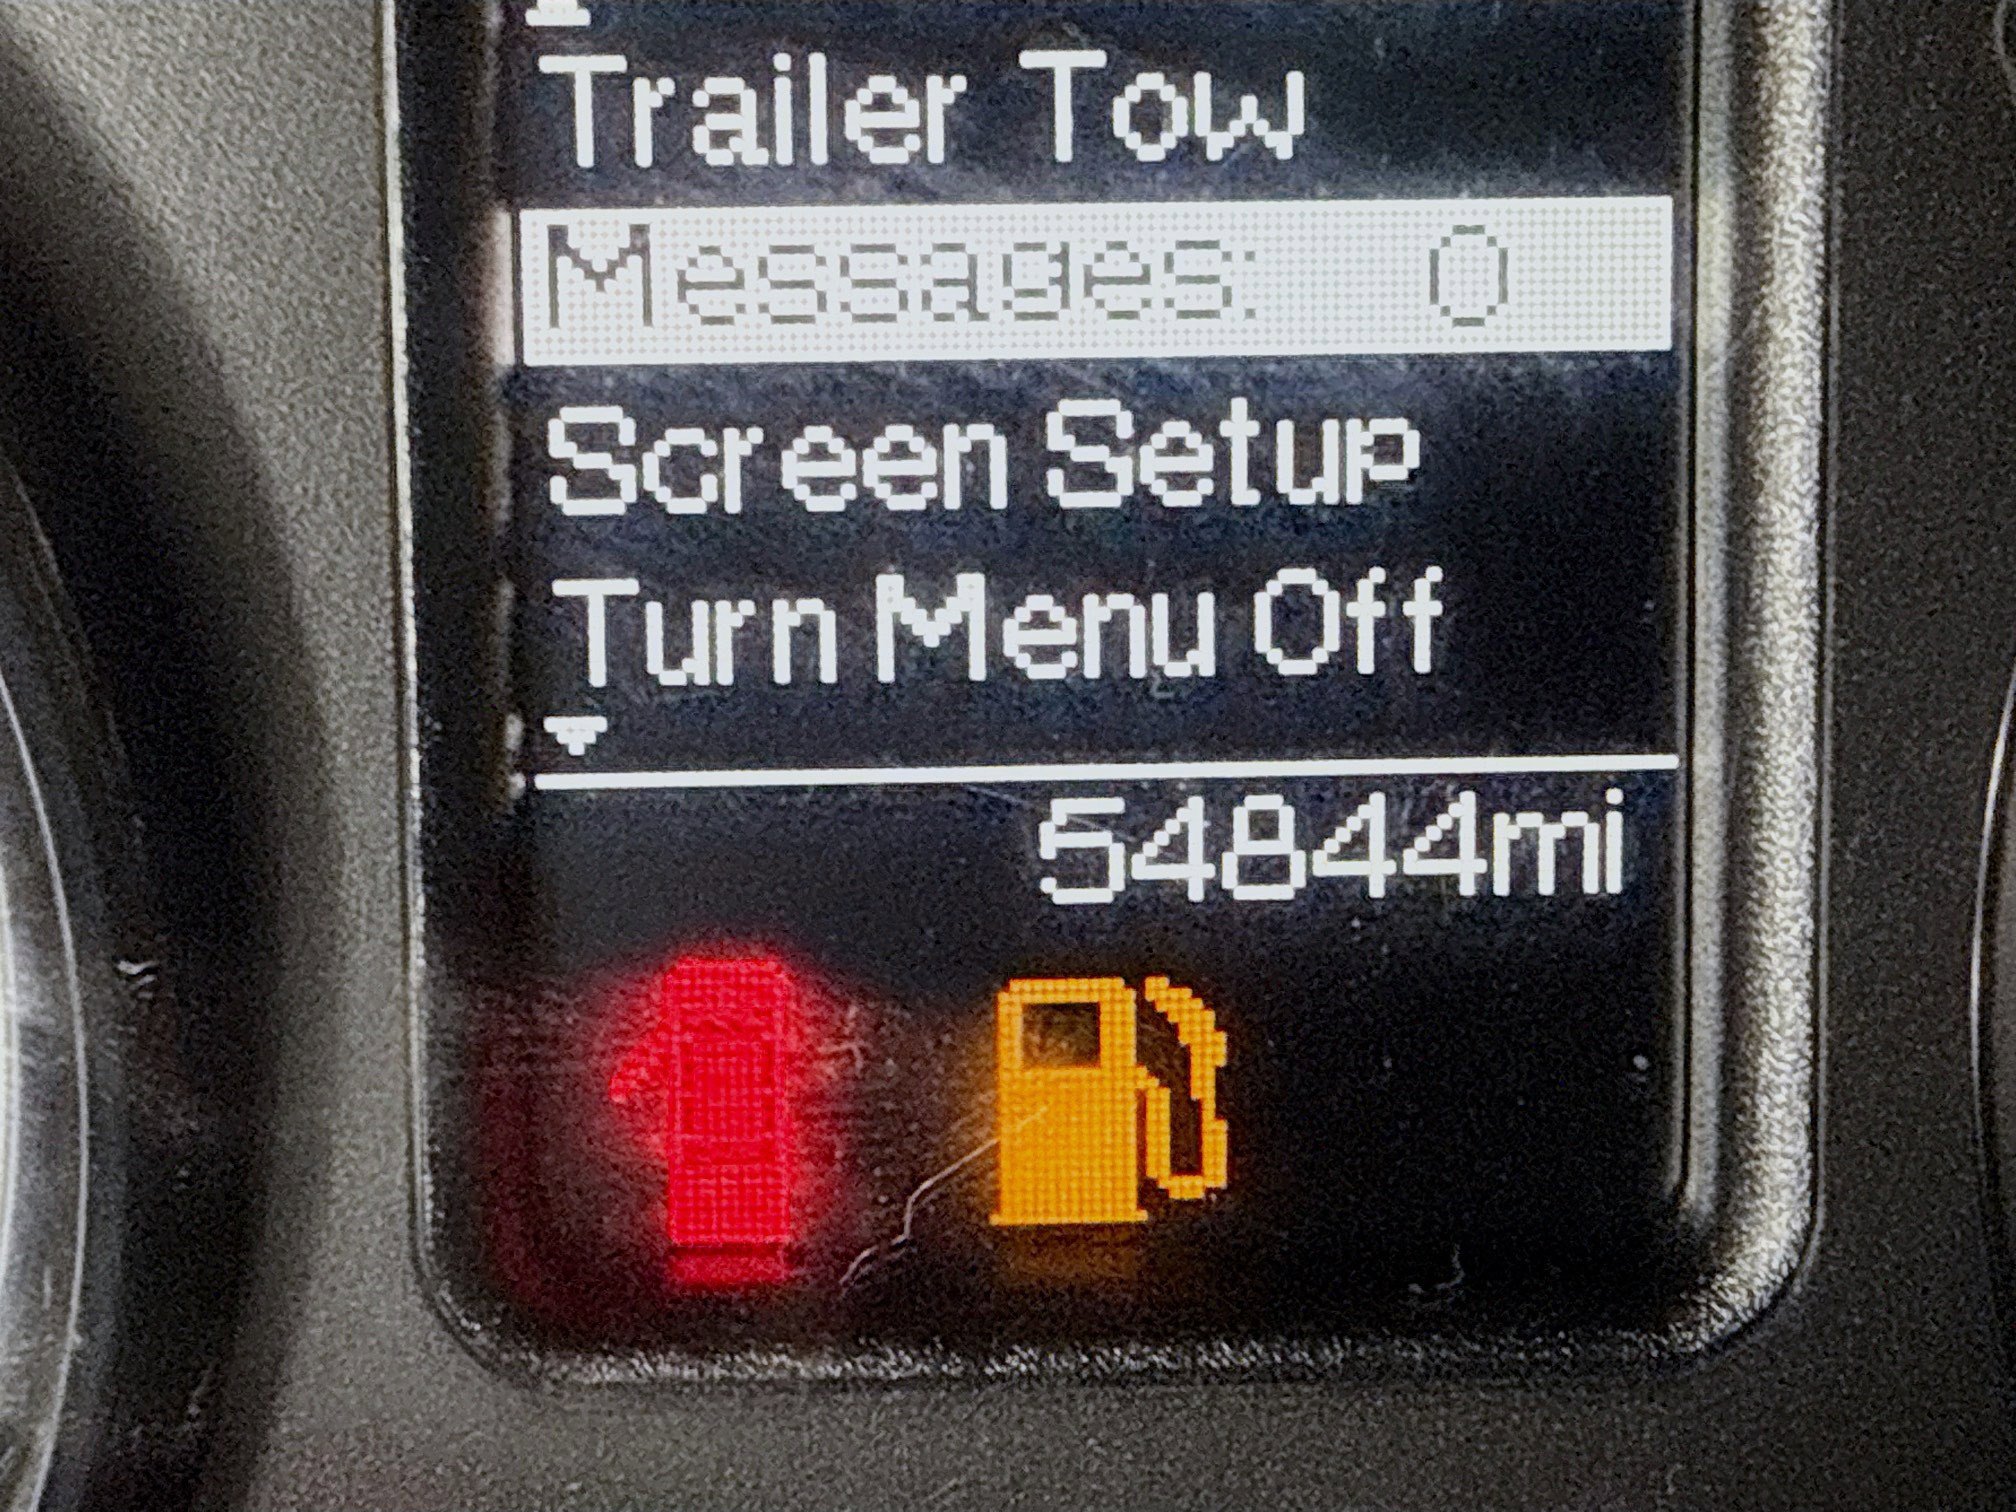 Trailer Tow
Messages: 0
Screen Setup
Turn Menu Off
54844mi